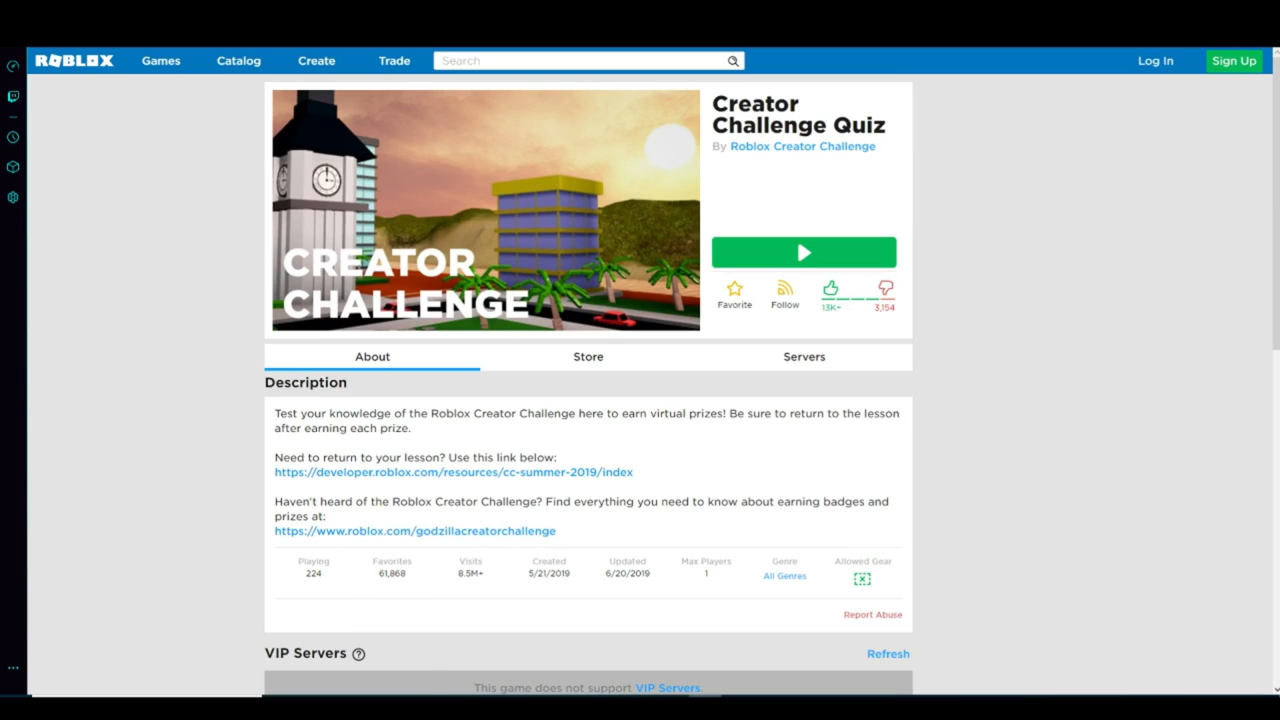 ROBLOX Games Catalog Create Trade Search Log In Sign Up
CREATOR
CHALLENGE
Creator
Challenge Quiz
By Roblox Creator Challenge
Favorite Follow 13K+ 3,154
About Store Servers
Description
Test your knowledge of the Roblox Creator Challenge here to earn virtual prizes! Be sure to return to the lesson
after earning each prize.
Need to return to your lesson? Use this link below:
https://developer.roblox.com/resources/cc-summer-2019/index
Haven't heard of the Roblox Creator Challenge? Find everything you need to know about earning badges and
prizes at:
https://www.roblox.com/godzillacreatorchallenge
Playing Favorites Visits Created Updated Max Players Genre Allowed Gear
224 61,868 8.5M+ 5/21/2019 6/20/2019 1 All Genres
Report Abuse
VIP Servers Refresh
This game does not support VIP Servers.